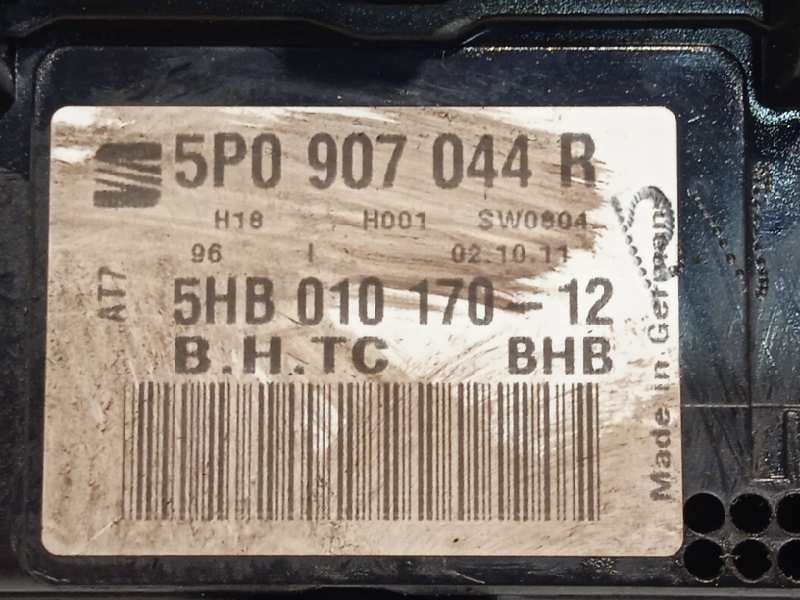 5P0 907 044 R
H18 H001 SW0804
96 I 02.10.11
AT7
5HB 010 170-12
B.H.TC BHB
Made in Germany